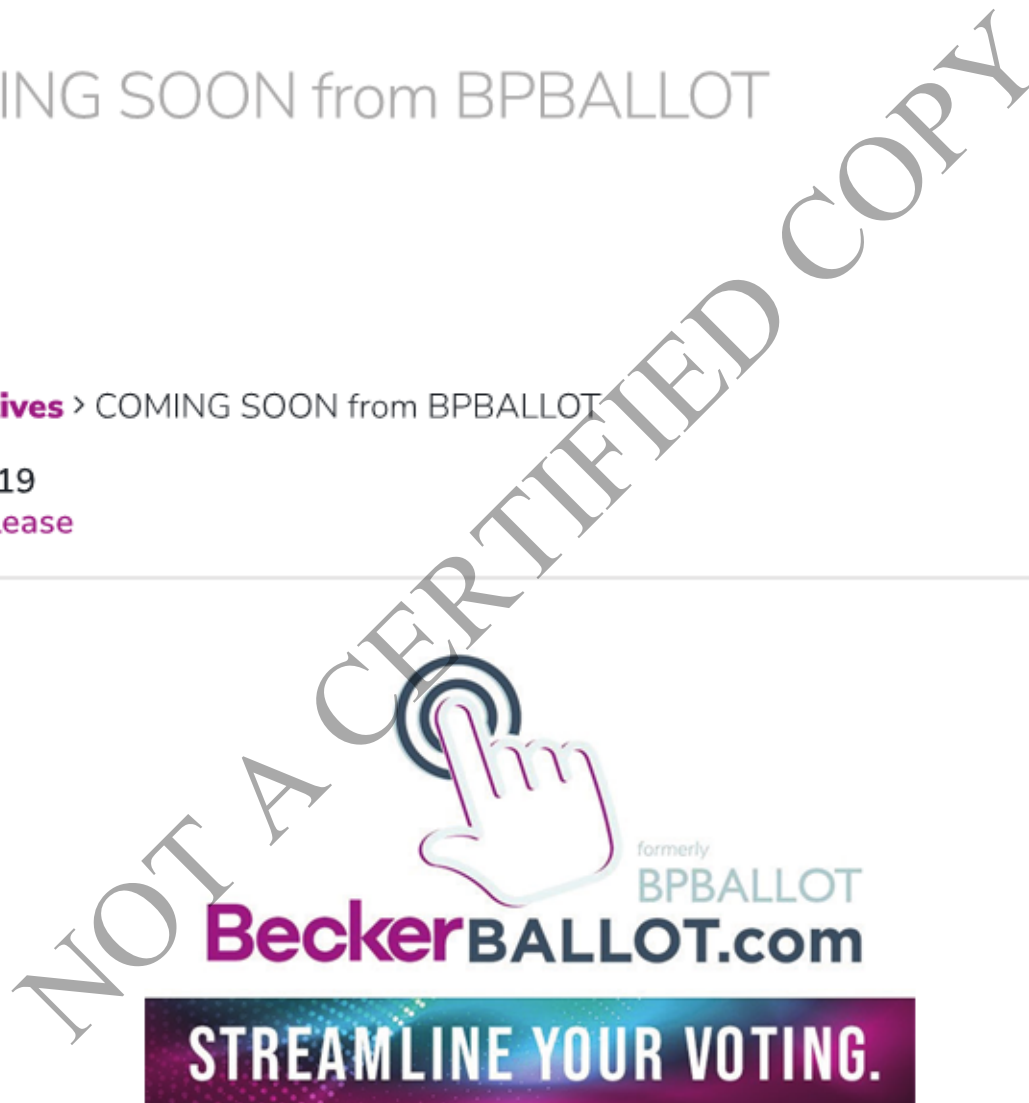 ING SOON from BPBALLOT
ives > COMING SOON from BPBALLOT
19
ease
formerly
BPBALLOT
BeckerBALLOT.com
STREAMLINE YOUR VOTING.
NOT A CERTIFIED COPY